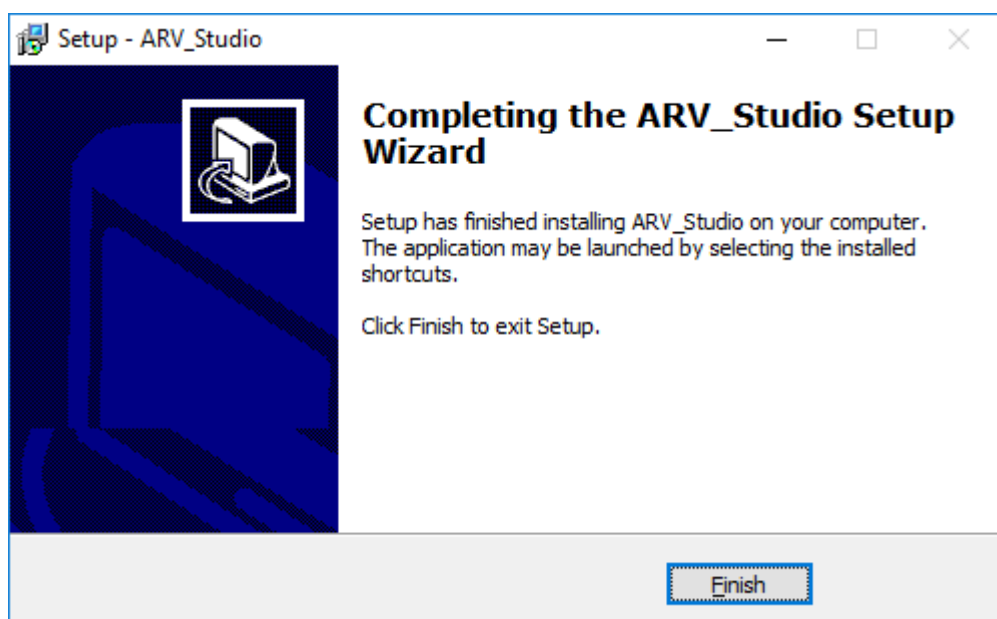 Setup - ARV_Studio
Completing the ARV_Studio Setup
Wizard
Setup has finished installing ARV_Studio on your computer.
The application may be launched by selecting the installed
shortcuts.
Click Finish to exit Setup.
Finish